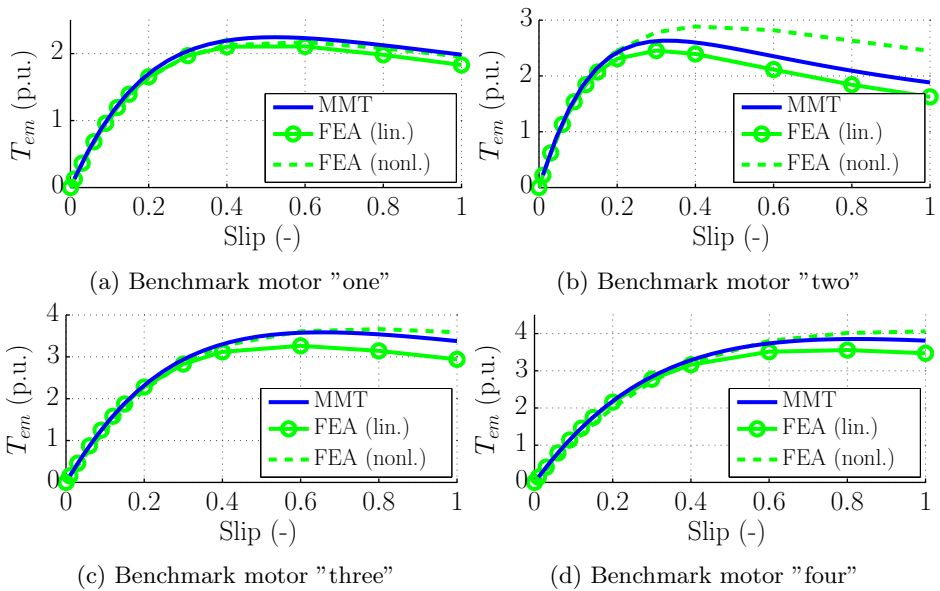 2
1
0
T_em (p.u.)
MMT
FEA (lin.)
FEA (nonl.)
0 0.2 0.4 0.6 0.8 1
Slip (-)
(a) Benchmark motor "one"
3
2
1
0
T_em (p.u.)
MMT
FEA (lin.)
FEA (nonl.)
0 0.2 0.4 0.6 0.8 1
Slip (-)
(b) Benchmark motor "two"
4
3
2
1
0
T_em (p.u.)
MMT
FEA (lin.)
FEA (nonl.)
0 0.2 0.4 0.6 0.8 1
Slip (-)
(c) Benchmark motor "three"
4
3
2
1
0
T_em (p.u.)
MMT
FEA (lin.)
FEA (nonl.)
0 0.2 0.4 0.6 0.8 1
Slip (-)
(d) Benchmark motor "four"